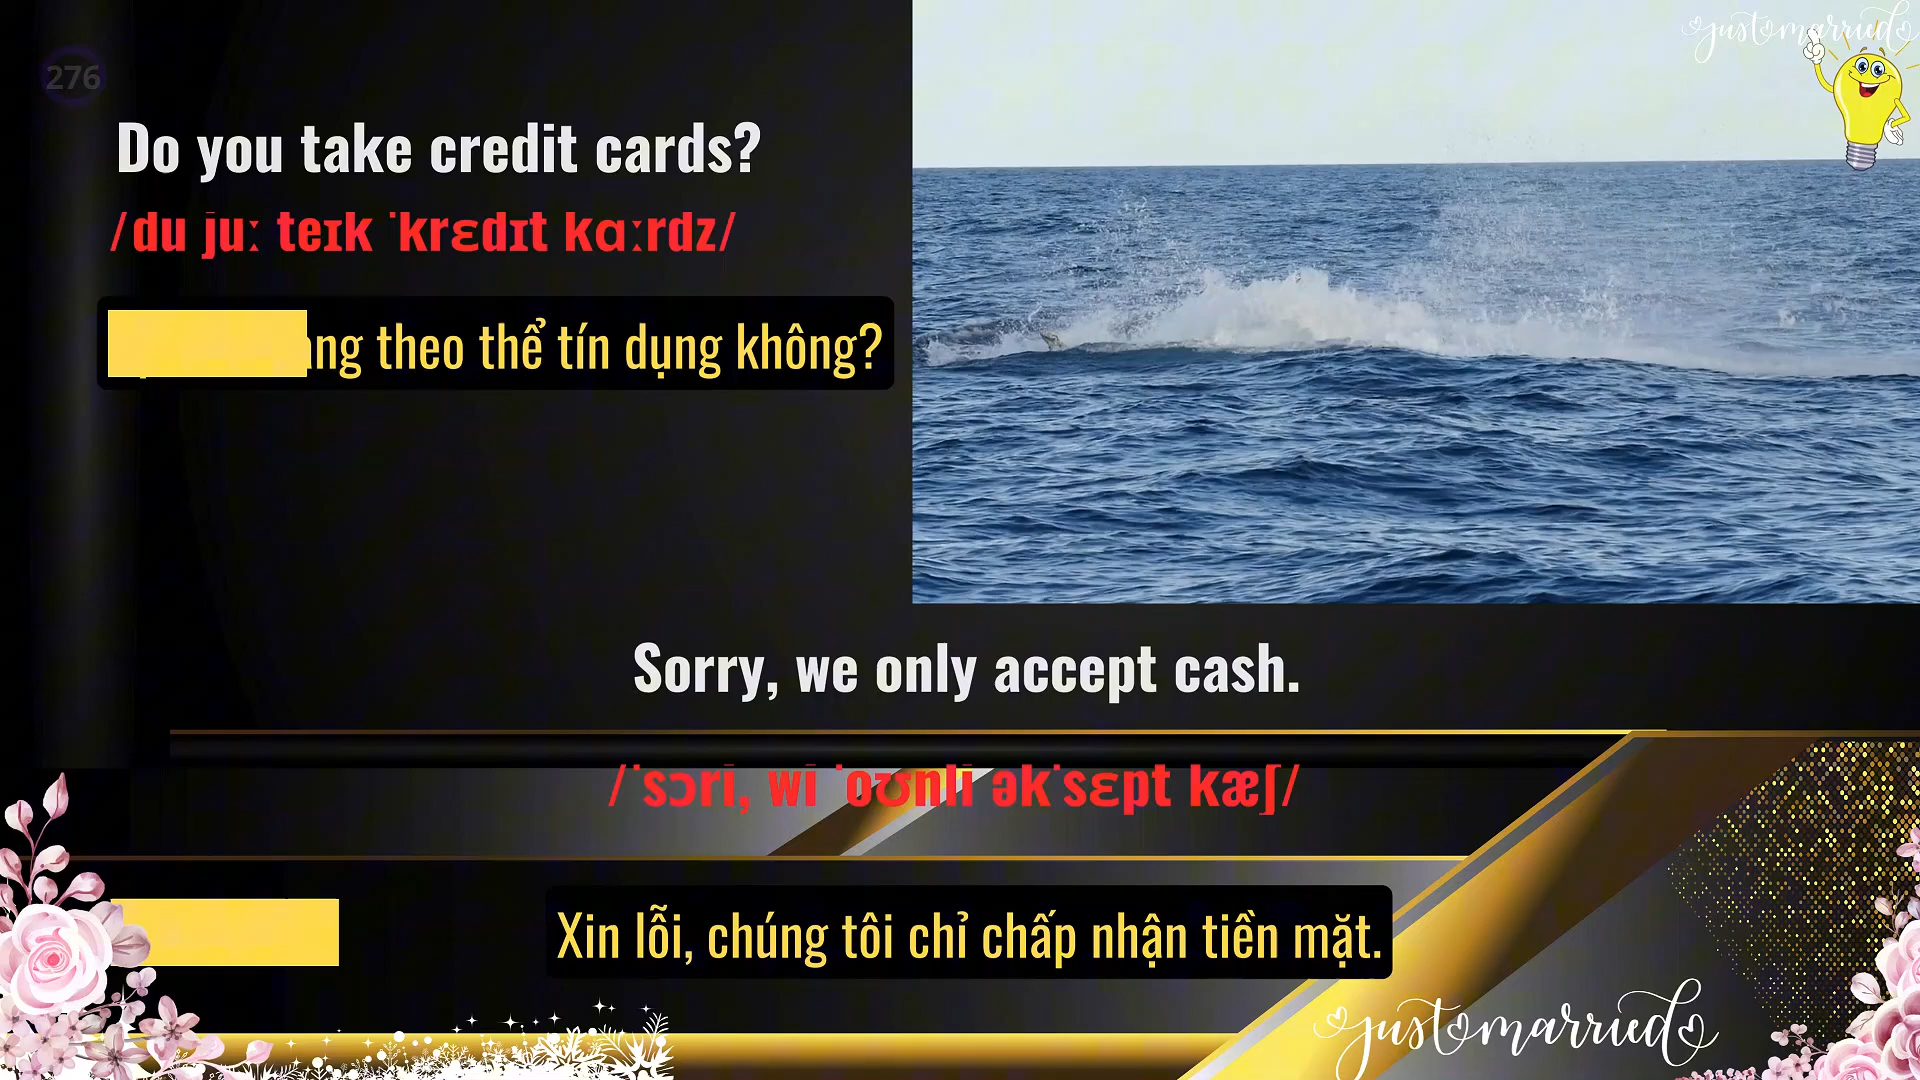 justmarried
276
Do you take credit cards?
/du juː teɪk ˈkrɛdɪt kɑːrdz/
theo thể tín dụng không?
Sorry, we only accept cash.
/ˈsɔri, wi ˈoʊnli əkˈsɛpt kæʃ/
Xin lỗi, chúng tôi chỉ chấp nhận tiền mặt.
justmarried